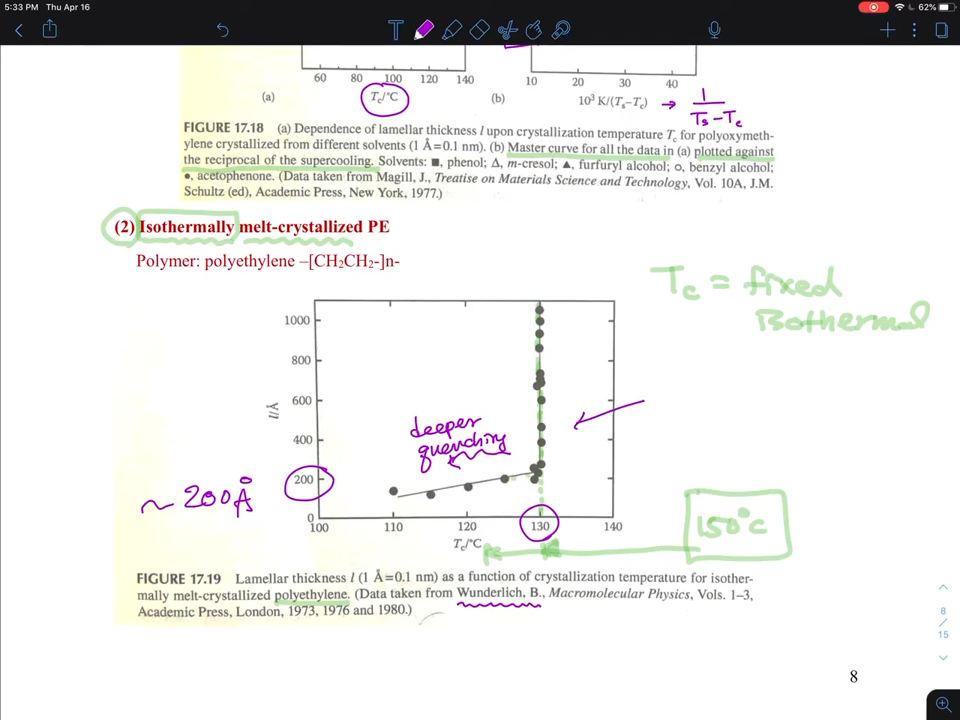 5:33 PM Thu Apr 16
62%
60 80 100 120 140
10 20 30 40
(a)
Tc/°C
(b)
10³ K/(Ts−Tc)
→ 1/(Ts−Tc)
FIGURE 17.18 (a) Dependence of lamellar thickness l upon crystallization temperature Tc for polyoxymeth-
ylene crystallized from different solvents (1 Å=0.1 nm). (b) Master curve for all the data in (a) plotted against
the reciprocal of the supercooling. Solvents: ■, phenol; Δ, m-cresol; ▲, furfuryl alcohol; o, benzyl alcohol;
●, acetophenone. (Data taken from Magill, J., Treatise on Materials Science and Technology, Vol. 10A, J.M.
Schultz (ed), Academic Press, New York, 1977.)
(2) Isothermally melt-crystallized PE
Polymer: polyethylene –[CH₂CH₂-]n-
Tc = fixed
Isothermal
1000
800
600
400
200
0
l/Å
deeper
quenching
~ 200Å
100 110 120 130 140
Tc/°C
150°C
FIGURE 17.19 Lamellar thickness l (1 Å=0.1 nm) as a function of crystallization temperature for isother-
mally melt-crystallized polyethylene. (Data taken from Wunderlich, B., Macromolecular Physics, Vols. 1–3,
Academic Press, London, 1973, 1976 and 1980.)
8
/
15
8